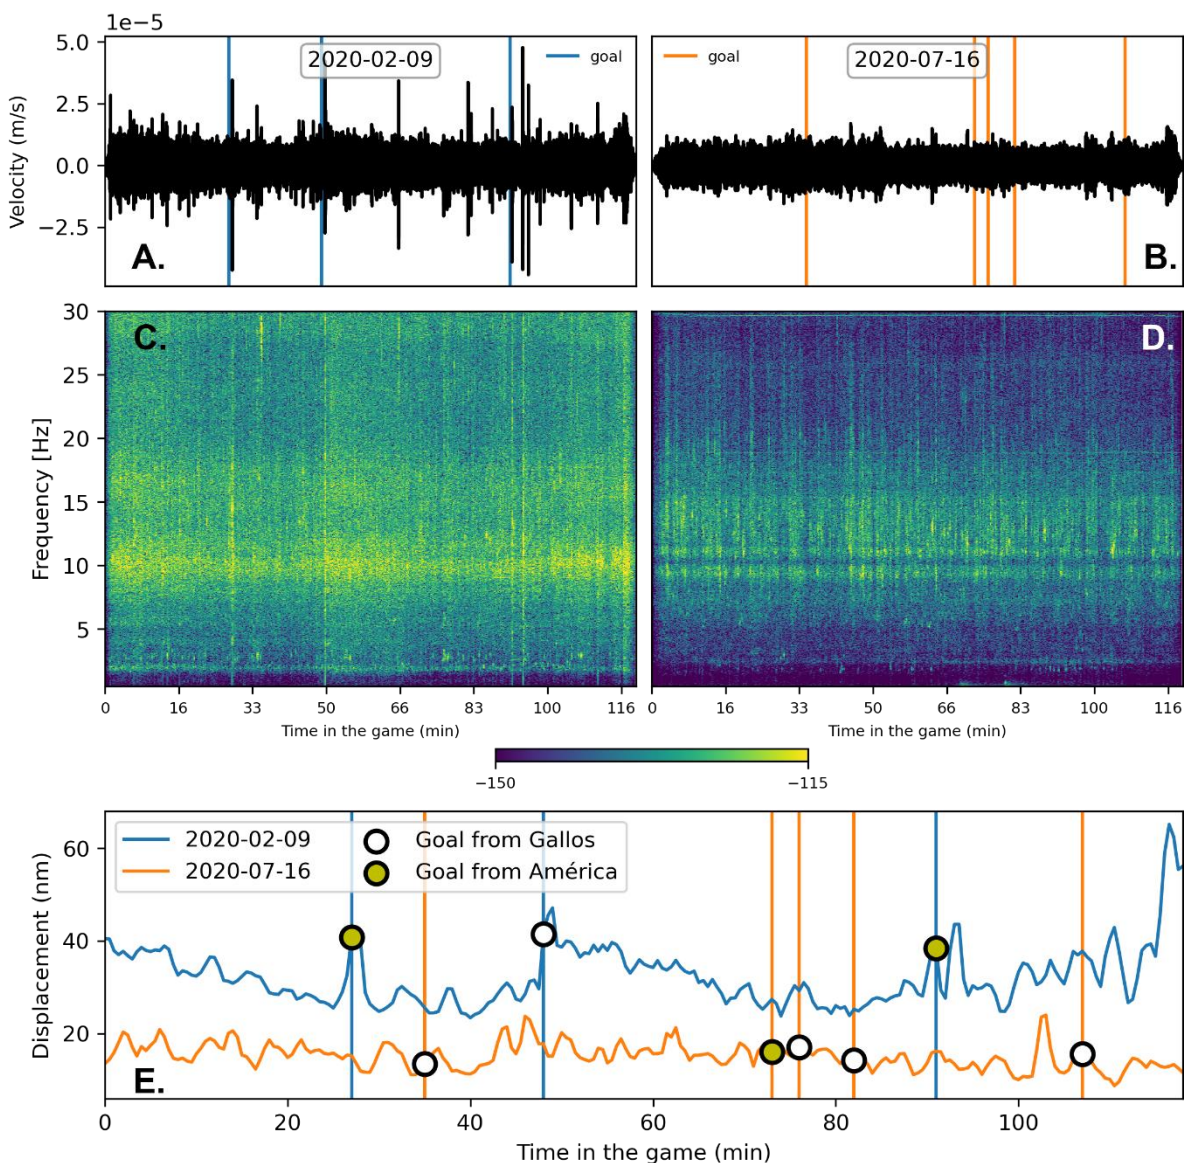 1e−5
5.0
2.5
0.0
−2.5
Velocity (m/s)
2020-02-09
goal
A.
goal
2020-07-16
B.
30
25
20
15
10
5
Frequency [Hz]
C.
D.
0 16 33 50 66 83 100 116
Time in the game (min)
0 16 33 50 66 83 100 116
Time in the game (min)
−150 −115
60
40
20
Displacement (nm)
2020-02-09
2020-07-16
Goal from Gallos
Goal from América
E.
0 20 40 60 80 100
Time in the game (min)